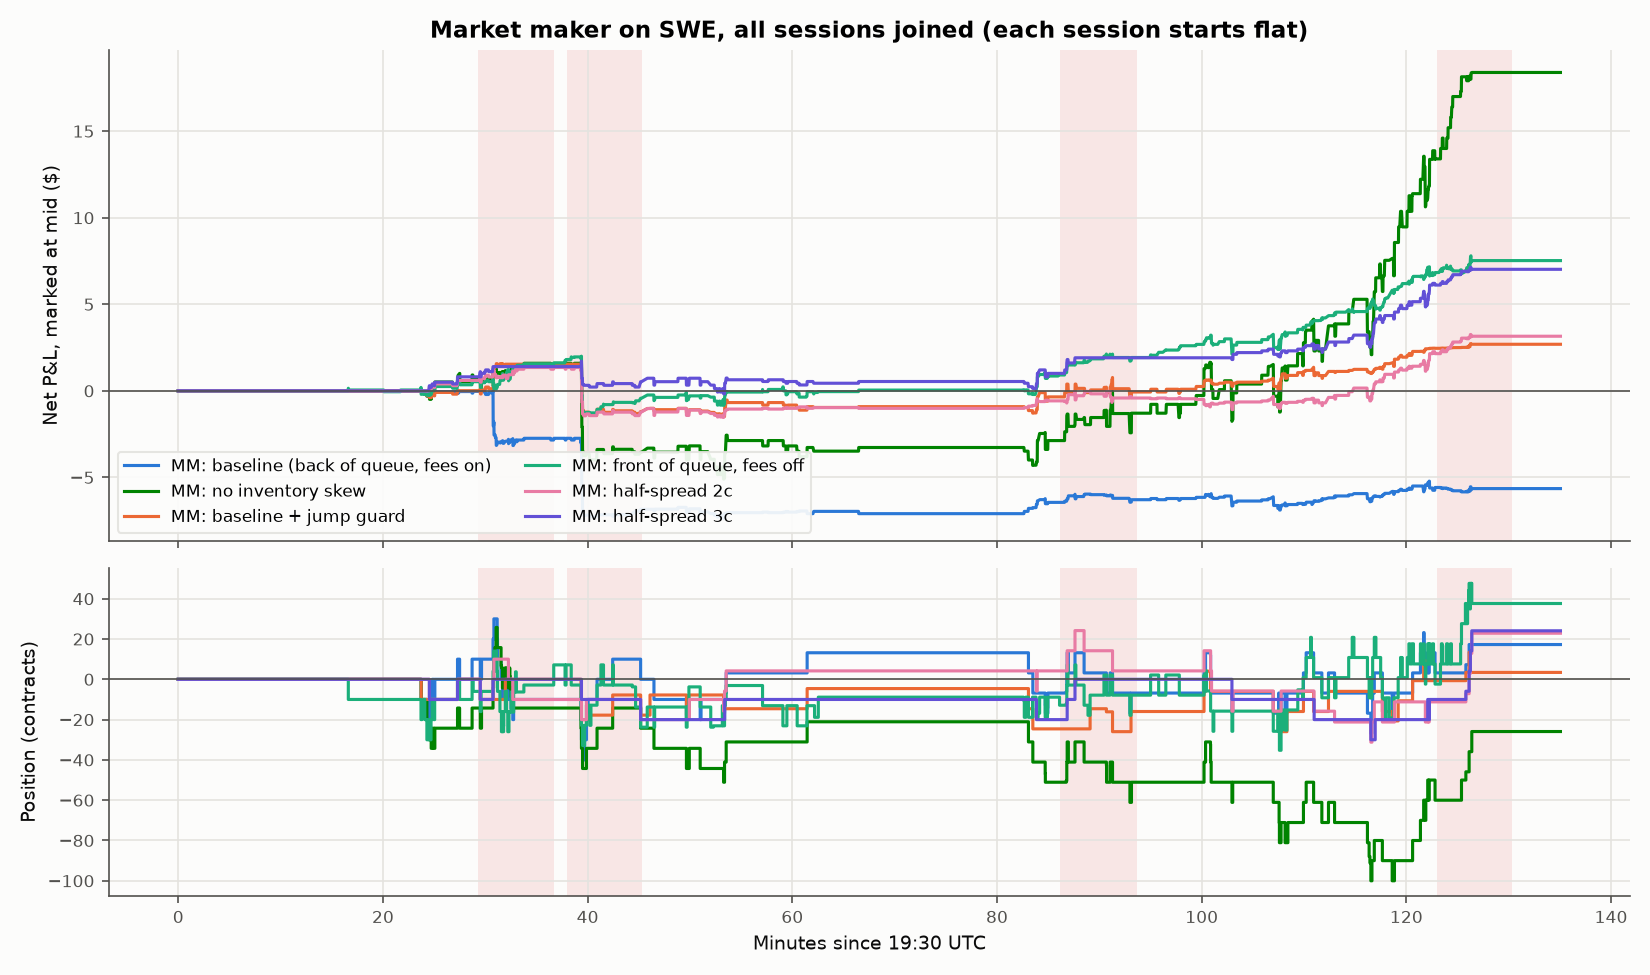 Market maker on SWE, all sessions joined (each session starts flat)
Net P&L, marked at mid ($)
15
10
5
0
−5
MM: baseline (back of queue, fees on)
MM: no inventory skew
MM: baseline + jump guard
MM: front of queue, fees off
MM: half-spread 2c
MM: half-spread 3c
Position (contracts)
40
20
0
−20
−40
−60
−80
−100
0 20 40 60 80 100 120 140
Minutes since 19:30 UTC